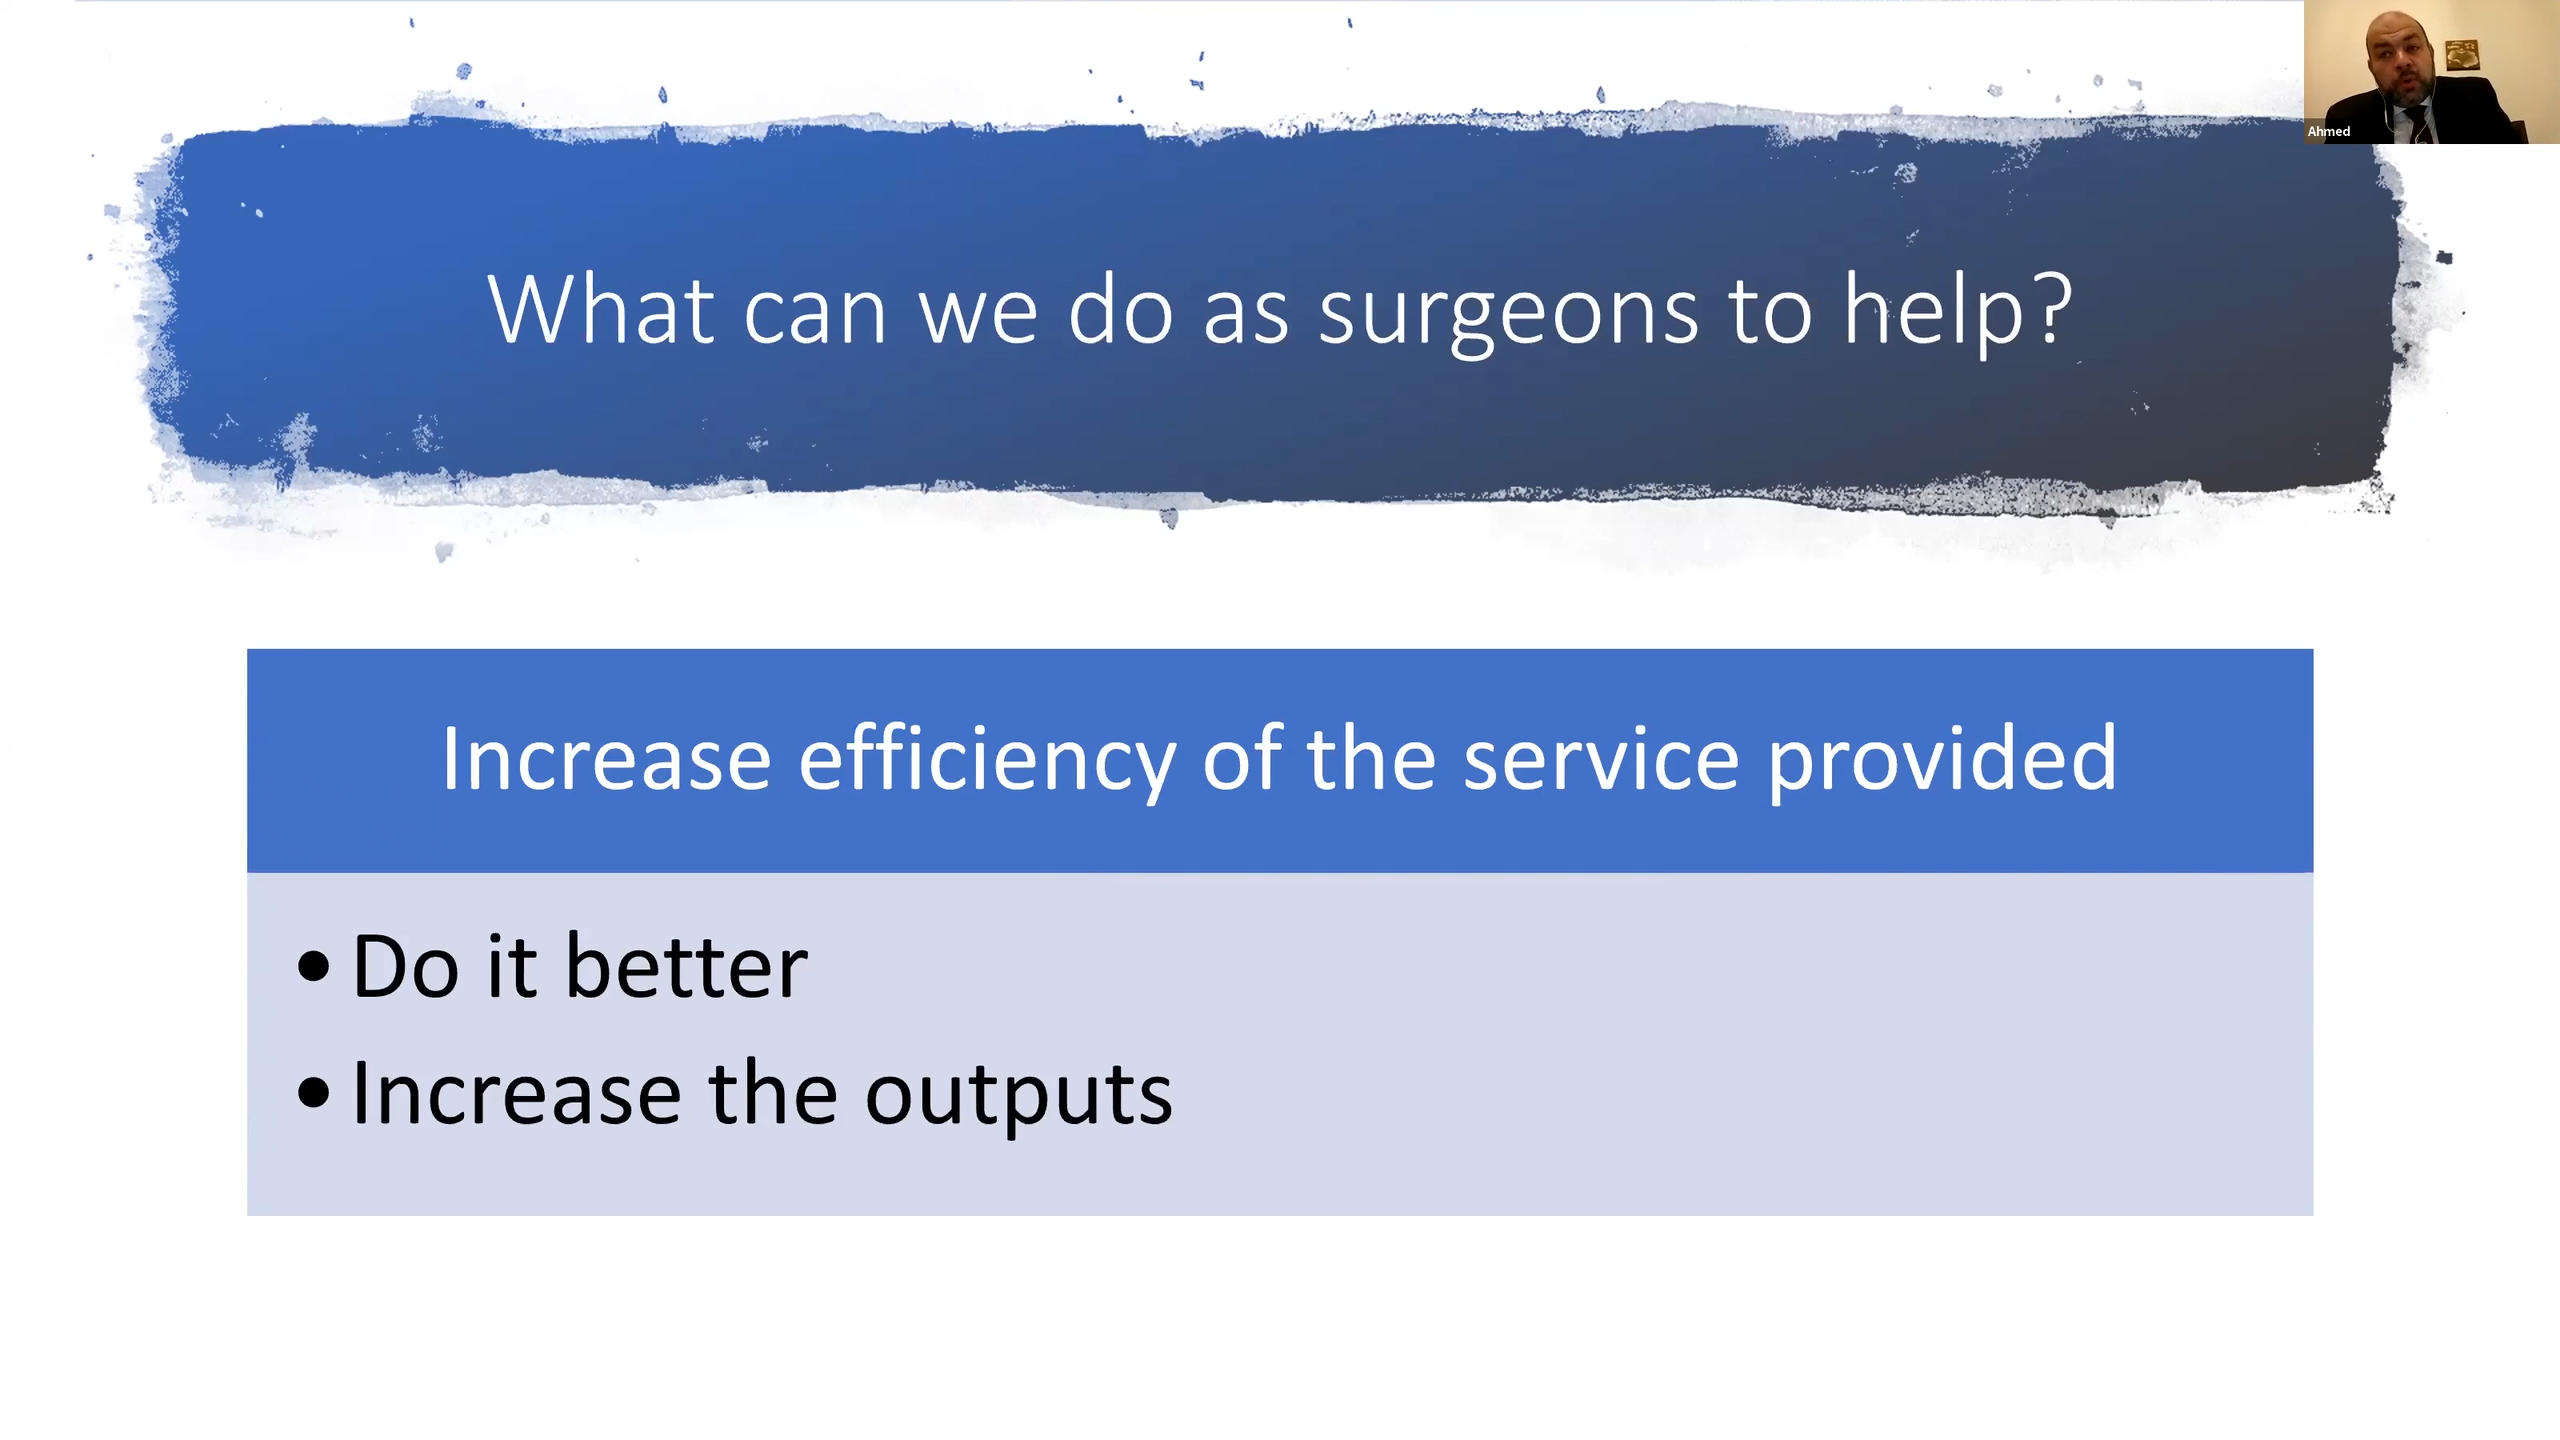 Ahmed
What can we do as surgeons to help?
Increase efficiency of the service provided
• Do it better
• Increase the outputs